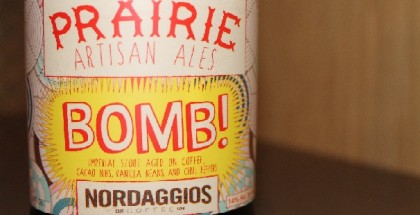 PRAIRIE
ARTISAN ALES
BOMB!
IMPERIAL STOUT AGED ON COFFEE,
CACAO NIBS, VANILLA BEANS, AND CHILI PEPPERS
NORDAGGIOS
COFFEE